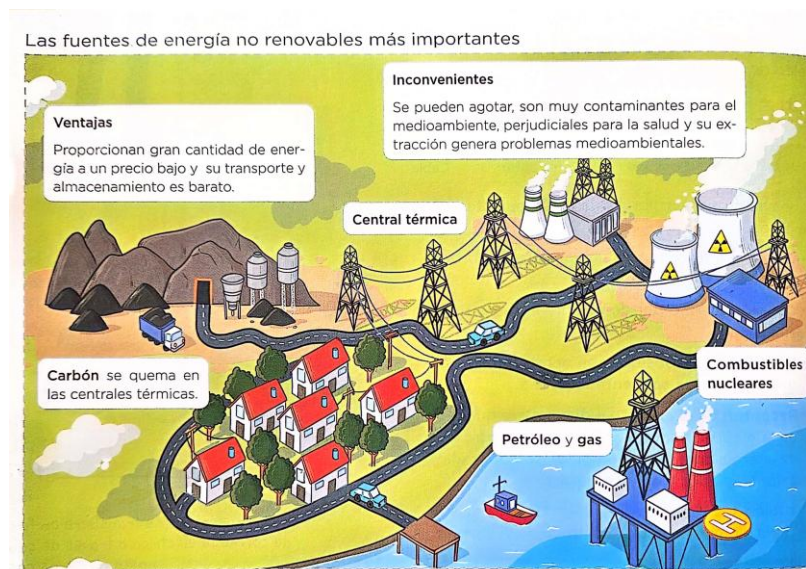 Las fuentes de energía no renovables más importantes
Inconvenientes
Se pueden agotar, son muy contaminantes para el
medioambiente, perjudiciales para la salud y su ex-
tracción genera problemas medioambientales.
Ventajas
Proporcionan gran cantidad de ener-
gía a un precio bajo y su transporte y
almacenamiento es barato.
Central térmica
Carbón se quema en
las centrales térmicas.
Combustibles
nucleares
Petróleo y gas
H